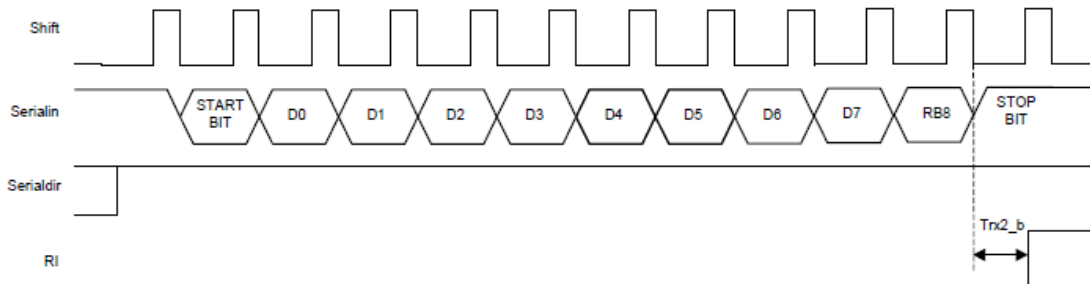 Shift
Serialin
START
BIT
D0
D1
D2
D3
D4
D5
D6
D7
RB8
STOP
BIT
Serialdir
Trx2_b
RI